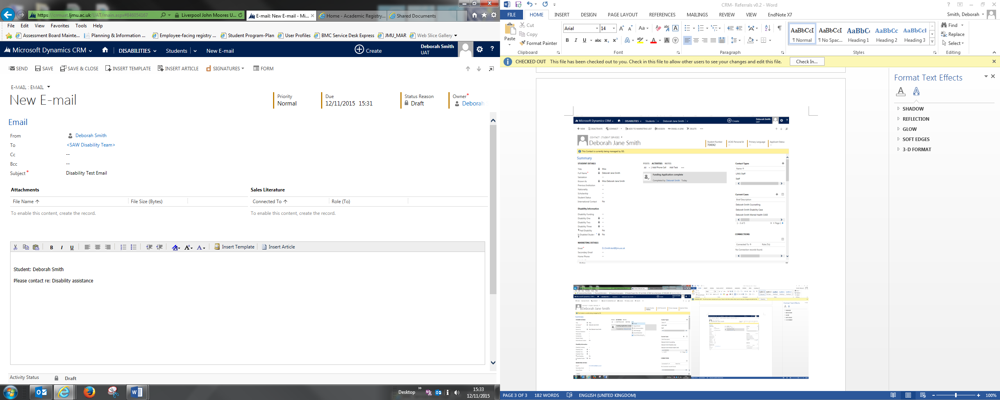 https://crmuat.ljmu.ac.uk/UAT/main.aspx#846054167
Liverpool John Moores U...
E-mail: New E-mail - Mi...
Home - Academic Registry...
Shared Documents
File Edit View Favorites Tools Help
Assessment Board Mainte... Planning & Information ... Employee-facing registry ... Student Program-Plan User Profiles BMC Service Desk Express JMU_MAR Web Slice Gallery
Microsoft Dynamics CRM DISABILITIES Students New E-mail Create Deborah Smith
UAT
SEND SAVE SAVE & CLOSE INSERT TEMPLATE INSERT ARTICLE SIGNATURES FORM
E-MAIL : EMAIL
New E-mail
Priority Due Status Reason Owner*
Normal 12/11/2015 15:31 Draft Deborah
Email
From Deborah Smith
To <SAW Disability Team>
Cc --
Bcc --
Subject* Disability Test Email
Attachments Sales Literature
File Name File Size (Bytes) Connected To Role (To)
To enable this content, create the record. To enable this content, create the record.
B I U Insert Template Insert Article
Student: Deborah Smith
Please contact re: Disability assistance
Activity Status Draft
Desktop
15:33
12/11/2015
CRM- Referrals v0.2 - Word
FILE HOME INSERT DESIGN PAGE LAYOUT REFERENCES MAILINGS REVIEW VIEW EndNote X7 Smith, Deborah
Paste
Cut
Copy
Format Painter
Clipboard
Arial 14
Font
Paragraph
AaBbCcI AaBbCcI AaBbC AaBbCc AaBbCcI
¶ Normal ¶ No Spac... Heading 1 Heading 2 Heading 3
Styles
Find
Replace
Select
Editing
CHECKED OUT This file has been checked out to you. Check in this file to allow other users to see your changes and edit this file. Check In...
Microsoft Dynamics CRM DISABILITIES Students Deborah Jane Smith Create Deborah Smith
UAT
NEW DEACTIVATE CONNECT ADD TO MARKETING LIST ASSIGN EMAIL A LINK DELETE
CONTACT : STUDENT SERVICES
Deborah Jane Smith
Student Number UCAS Personal Id Primary Language Applicant Status
704042 -- -- --
This Contact is currently being managed by SIS.
Summary
STUDENT DETAILS
Title Miss
Full Name* Deborah Jane Smith
Salutation --
Known As Miss Deborah Jane Smith
Previous Institution --
Nationality --
Scholarship --
Student Status --
International Contact No
Disability Information
Disability Funding --
Disability One --
Disability Two --
Disability Three --
Had Disability No
Is Disabled Studen No
MARKETING DETAILS
Email* D.J.Smith.test@ljmu.ac.uk
Secondary Email --
Home Phone --
POSTS ACTIVITIES NOTES
All Add Phone Call Add Task
Funding Application complete
Completed by Deborah Smith Today
Contact Types
Name
LJMU Staff
Staff
Current Cases
Brief Description
Deborah Smith Counselling
Deborah Smith Disability Case
Deborah Smith Mental Health CASE
1 - 3 of 5 Page 1
CONNECTIONS
Connected To Role (To)
No Connection records found.
Deborah Jane Smith
Format Text Effects
SHADOW
REFLECTION
GLOW
SOFT EDGES
3-D FORMAT
PAGE 3 OF 3 182 WORDS ENGLISH (UNITED KINGDOM) 100%